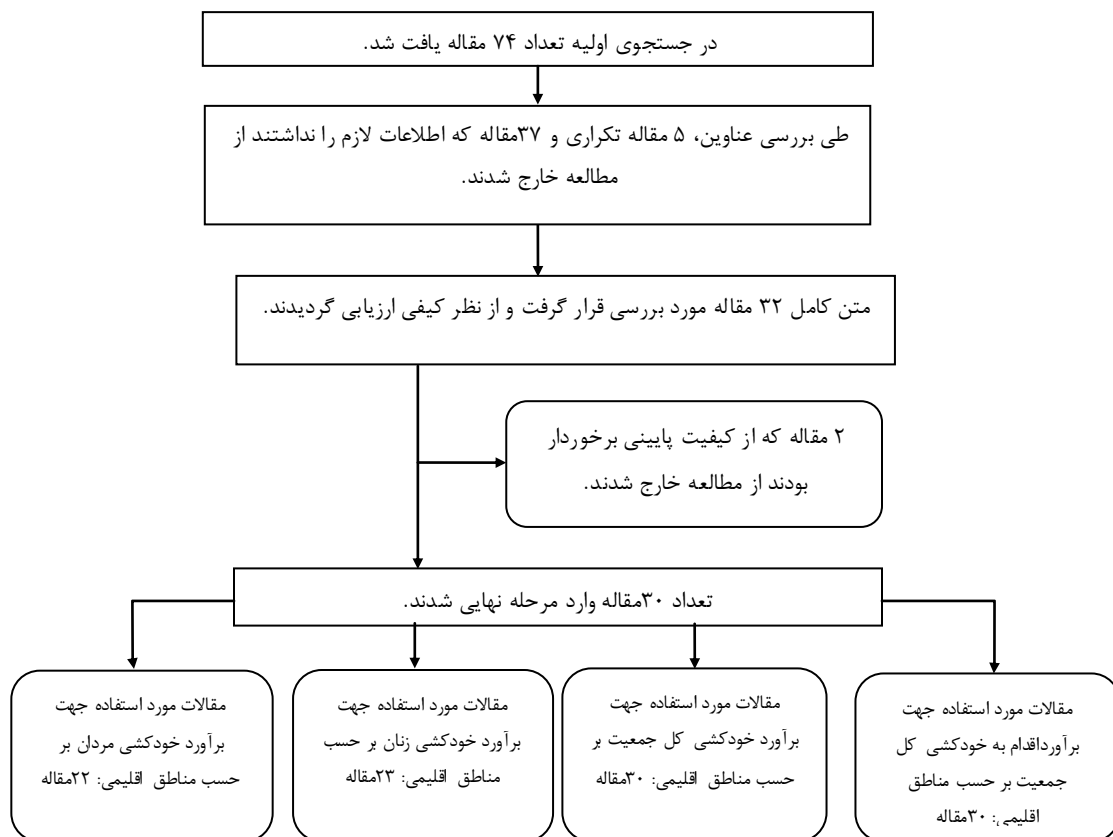 در جستجوی اولیه تعداد ۷۴ مقاله یافت شد.
طی بررسی عناوین، ۵ مقاله تکراری و ۳۷مقاله که اطلاعات لازم را نداشتند از
مطالعه خارج شدند.
متن کامل ۳۲ مقاله مورد بررسی قرار گرفت و از نظر کیفی ارزیابی گردیدند.
۲ مقاله که از کیفیت پایینی برخوردار
بودند از مطالعه خارج شدند.
تعداد ۳۰مقاله وارد مرحله نهایی شدند.
مقالات مورد استفاده جهت
برآورداقدام به خودکشی کل
جمعیت بر حسب مناطق
اقلیمی: ۳۰مقاله
مقالات مورد استفاده جهت
برآورد خودکشی کل جمعیت بر
حسب مناطق اقلیمی: ۳۰مقاله
مقالات مورد استفاده جهت
برآورد خودکشی زنان بر حسب
مناطق اقلیمی: ۲۳مقاله
مقالات مورد استفاده جهت
برآورد خودکشی مردان بر
حسب مناطق اقلیمی: ۲۲مقاله